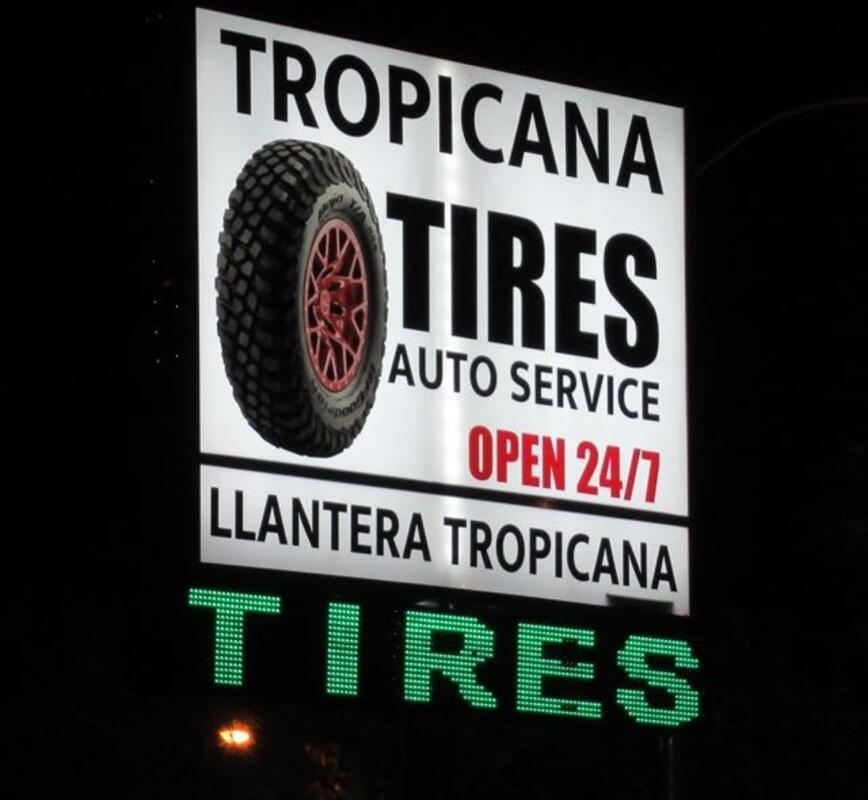 TROPICANA
TIRES
AUTO SERVICE
OPEN 24/7
LLANTERA TROPICANA
TIRES